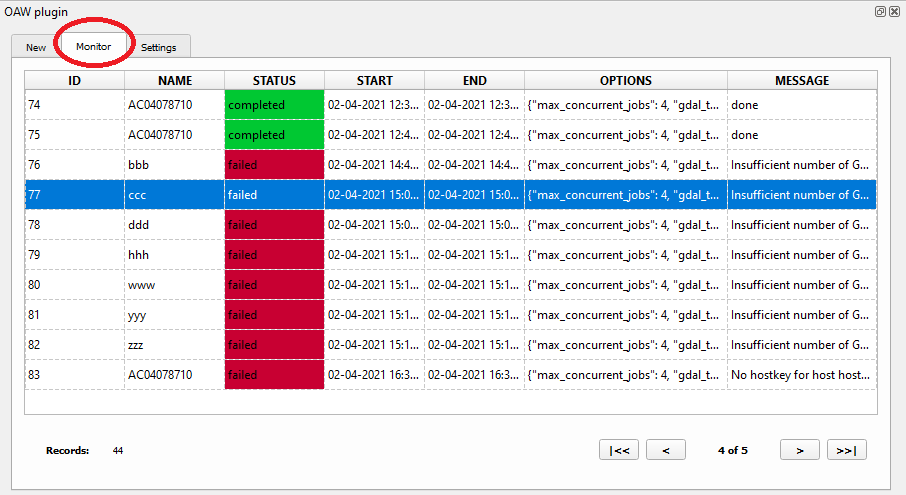 OAW plugin
New Monitor Settings
ID NAME STATUS START END OPTIONS MESSAGE
74 AC04078710 completed 02-04-2021 12:3... 02-04-2021 12:3... {"max_concurrent_jobs": 4, "gdal_t... done
75 AC04078710 completed 02-04-2021 12:4... 02-04-2021 12:4... {"max_concurrent_jobs": 4, "gdal_t... done
76 bbb failed 02-04-2021 14:4... 02-04-2021 14:4... {"max_concurrent_jobs": 4, "gdal_t... Insufficient number of G...
77 ccc failed 02-04-2021 15:0... 02-04-2021 15:0... {"max_concurrent_jobs": 4, "gdal_t... Insufficient number of G...
78 ddd failed 02-04-2021 15:0... 02-04-2021 15:0... {"max_concurrent_jobs": 4, "gdal_t... Insufficient number of G...
79 hhh failed 02-04-2021 15:1... 02-04-2021 15:1... {"max_concurrent_jobs": 4, "gdal_t... Insufficient number of G...
80 www failed 02-04-2021 15:1... 02-04-2021 15:1... {"max_concurrent_jobs": 4, "gdal_t... Insufficient number of G...
81 yyy failed 02-04-2021 15:1... 02-04-2021 15:1... {"max_concurrent_jobs": 4, "gdal_t... Insufficient number of G...
82 zzz failed 02-04-2021 15:1... 02-04-2021 15:1... {"max_concurrent_jobs": 4, "gdal_t... Insufficient number of G...
83 AC04078710 failed 02-04-2021 16:3... 02-04-2021 16:3... {"max_concurrent_jobs": 4, "gdal_t... No hostkey for host host...
Records: 44 |<< < 4 of 5 > >>|